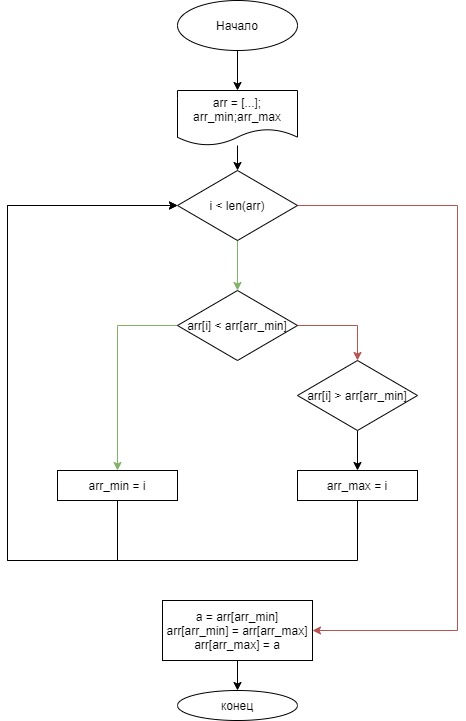 Начало
arr = [...];
arr_min;arr_max
i < len(arr)
arr[i] < arr[arr_min]
arr[i] > arr[arr_min]
arr_min = i
arr_max = i
a = arr[arr_min]
arr[arr_min] = arr[arr_max]
arr[arr_max] = a
конец